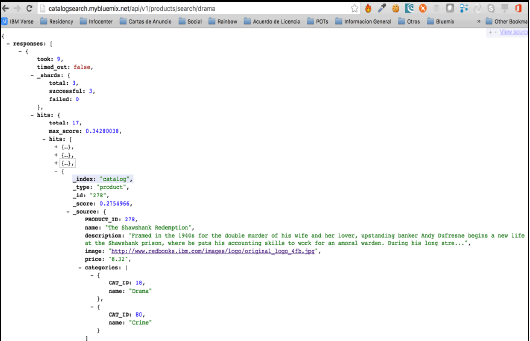 catalogsearch.mybluemix.net/api/v1/products/search/drama
IBM Verse Residency Infocenter Cartas de Anuncios Social Rainbow Acuerdo de Licencia POTs Informacion General Otras Bluemix » Other Bookmar
+ - View source
{
- responses: [
- {
took: 9,
timed_out: false,
- _shards: {
total: 3,
successful: 3,
failed: 0
},
- hits: {
total: 17,
max_score: 0.34280038,
- hits: [
+ {…},
+ {…},
+ {…},
- {
_index: "catalog",
_type: "product",
_id: "278",
_score: 0.2754966,
- _source: {
PRODUCT_ID: 278,
name: "The Shawshank Redemption",
description: "Framed in the 1940s for the double murder of his wife and her lover, upstanding banker Andy Dufresne begins a new life
at the Shawshank prison, where he puts his accounting skills to work for an amoral warden. During his long stre...",
image: "http://www.redbooks.ibm.com/images/logo/original_logo_4fb.jpg",
price: "8.32",
- categories: [
- {
CAT_ID: 18,
name: "Drama"
},
- {
CAT_ID: 80,
name: "Crime"
}
]